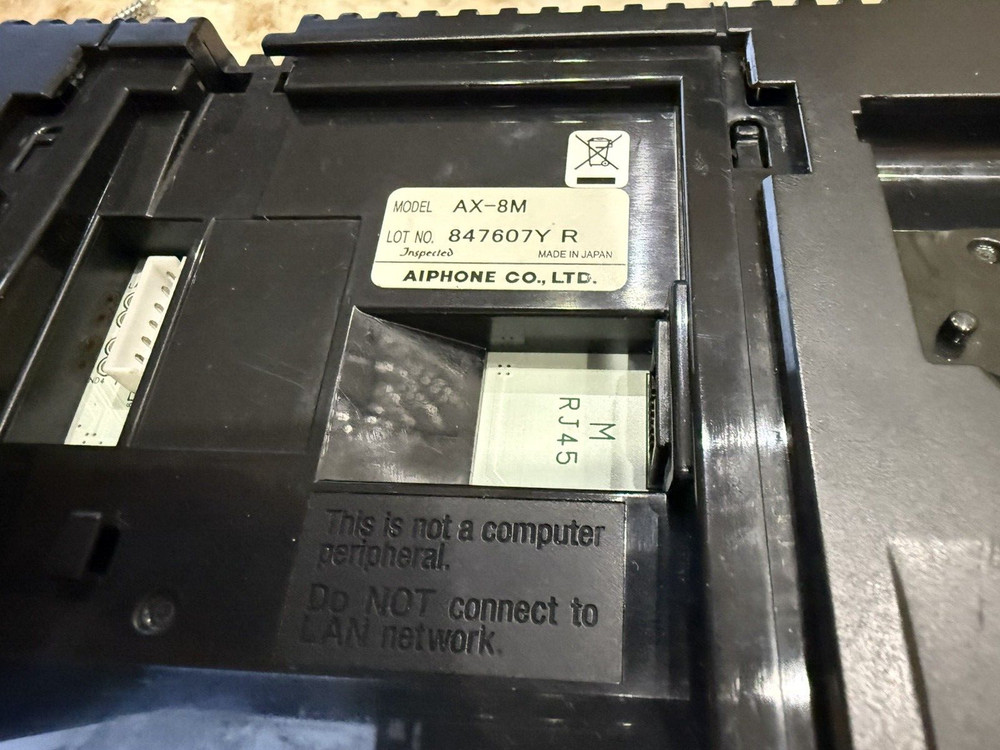 MODEL AX-8M
LOT NO. 847607Y R
Inspected MADE IN JAPAN
AIPHONE CO., LTD.
M
RJ45
This is not a computer
peripheral.
Do NOT connect to
LAN network.